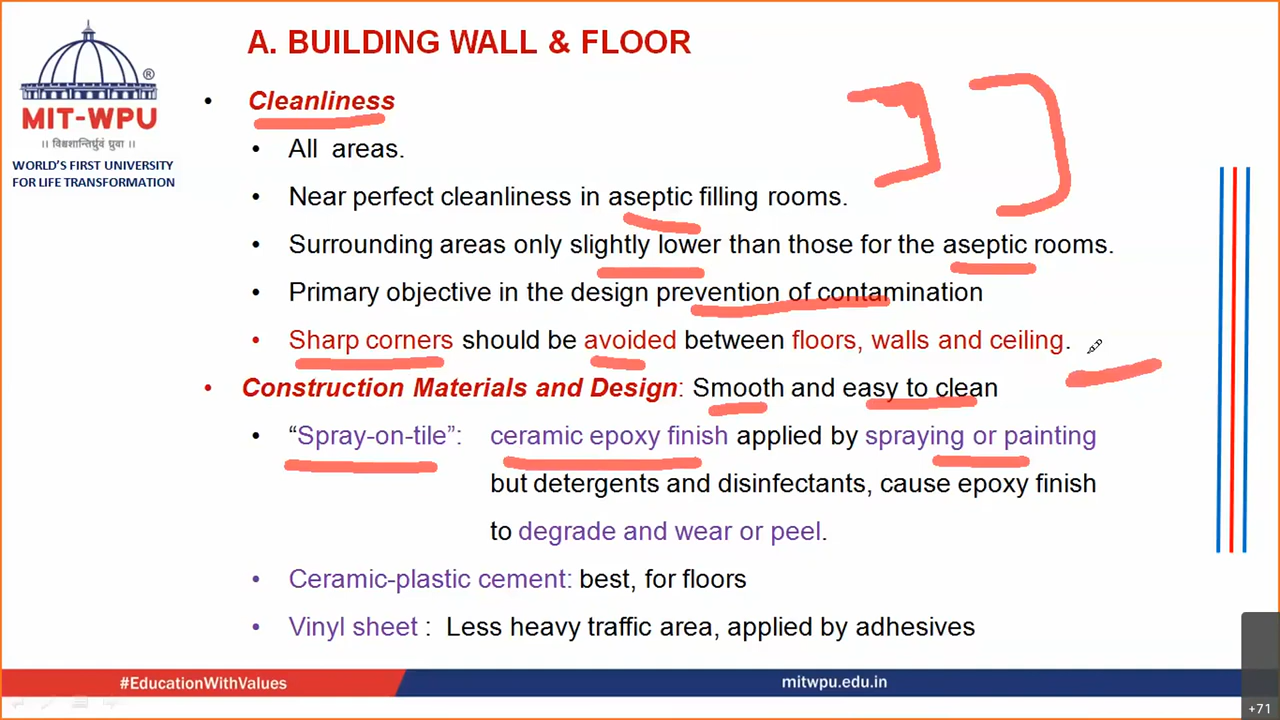 A. BUILDING WALL & FLOOR
®
MIT-WPU
॥ विश्वशान्तिर्ध्रुवं ध्रुवा ॥
WORLD'S FIRST UNIVERSITY
FOR LIFE TRANSFORMATION
• Cleanliness
• All areas.
• Near perfect cleanliness in aseptic filling rooms.
• Surrounding areas only slightly lower than those for the aseptic rooms.
• Primary objective in the design prevention of contamination
• Sharp corners should be avoided between floors, walls and ceiling.
• Construction Materials and Design: Smooth and easy to clean
• “Spray-on-tile”: ceramic epoxy finish applied by spraying or painting
but detergents and disinfectants, cause epoxy finish
to degrade and wear or peel.
• Ceramic-plastic cement: best, for floors
• Vinyl sheet : Less heavy traffic area, applied by adhesives
#EducationWithValues
mitwpu.edu.in
+71